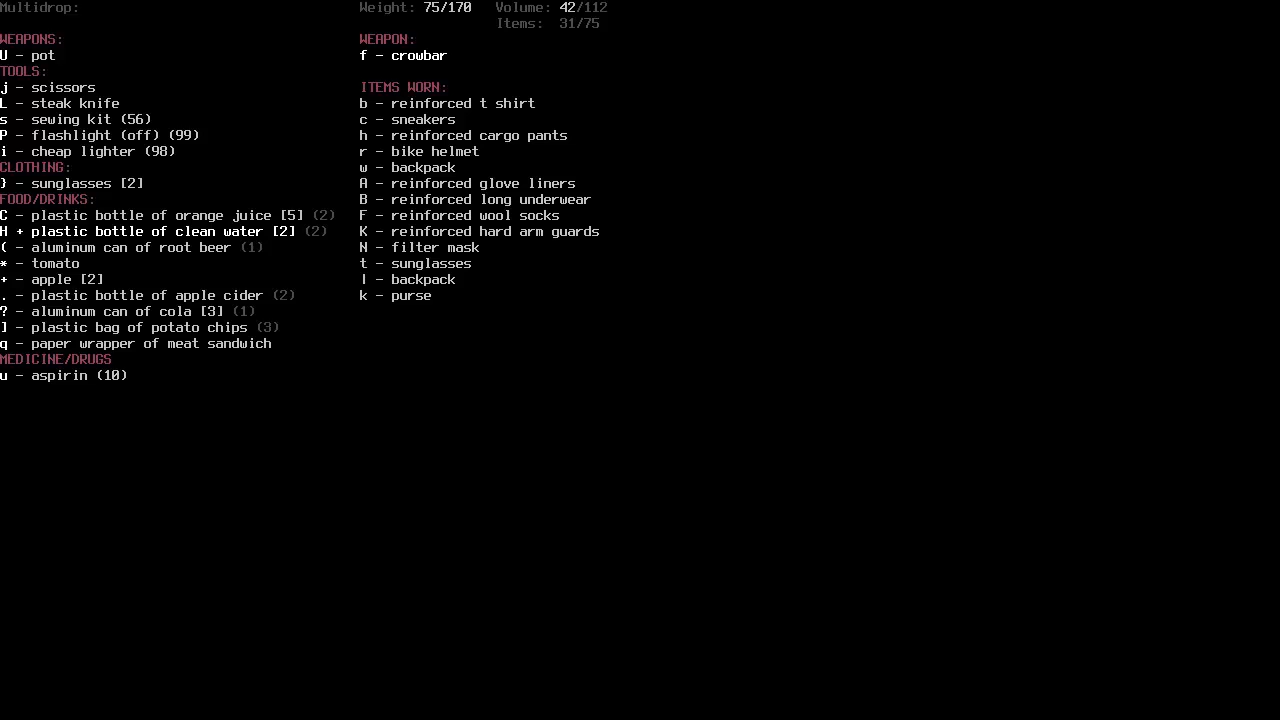 Multidrop:
Weight: 75/170 Volume: 42/112
Items: 31/75
WEAPONS:
U - pot
TOOLS:
j - scissors
L - steak knife
s - sewing kit (56)
P - flashlight (off) (99)
i - cheap lighter (98)
CLOTHING:
} - sunglasses [2]
FOOD/DRINKS:
C - plastic bottle of orange juice [5] (2)
H + plastic bottle of clean water [2] (2)
( - aluminum can of root beer (1)
* - tomato
+ - apple [2]
. - plastic bottle of apple cider (2)
? - aluminum can of cola [3] (1)
] - plastic bag of potato chips (3)
q - paper wrapper of meat sandwich
MEDICINE/DRUGS
u - aspirin (10)
WEAPON:
f - crowbar
ITEMS WORN:
b - reinforced t shirt
c - sneakers
h - reinforced cargo pants
r - bike helmet
w - backpack
A - reinforced glove liners
B - reinforced long underwear
F - reinforced wool socks
K - reinforced hard arm guards
N - filter mask
t - sunglasses
l - backpack
k - purse